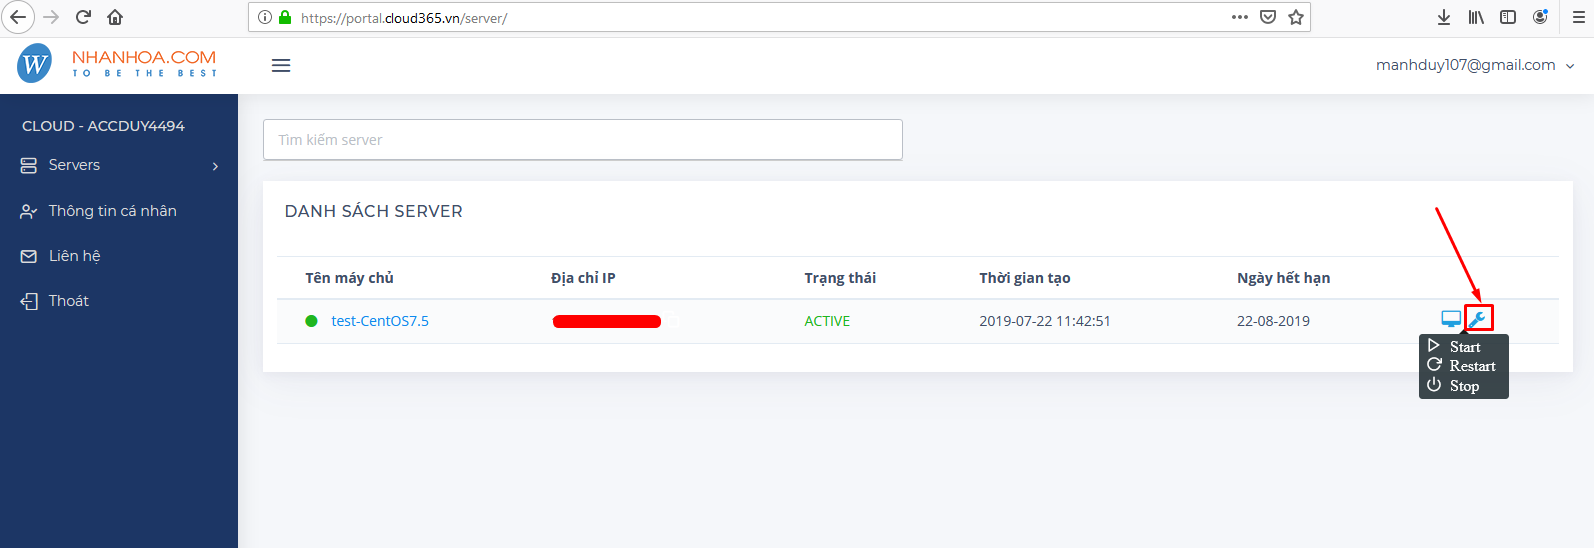 https://portal.cloud365.vn/server/
W NHANHOA.COM
TO BE THE BEST
manhduy107@gmail.com
CLOUD - ACCDUY4494
Servers
Thông tin cá nhân
Liên hệ
Thoát
Tìm kiếm server
DANH SÁCH SERVER
Tên máy chủ Địa chỉ IP Trạng thái Thời gian tạo Ngày hết hạn
test-CentOS7.5 ACTIVE 2019-07-22 11:42:51 22-08-2019
Start
Restart
Stop